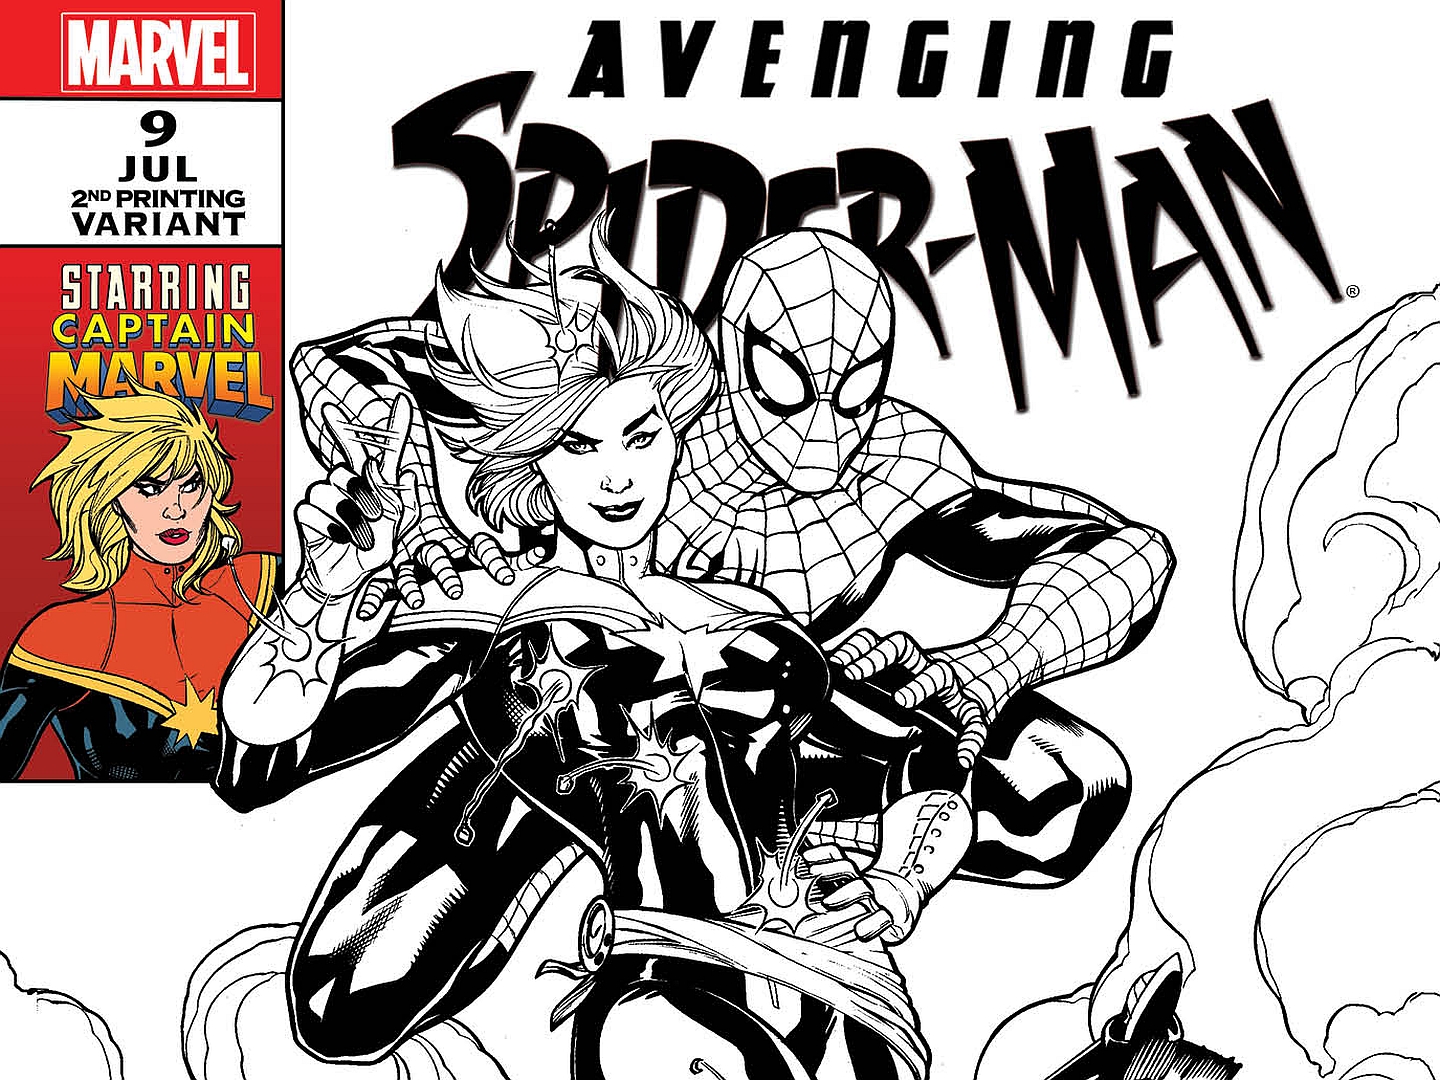 MARVEL
9
JUL
2ND PRINTING
VARIANT
STARRING
CAPTAIN
MARVEL
AVENGING
SPIDER-MAN®